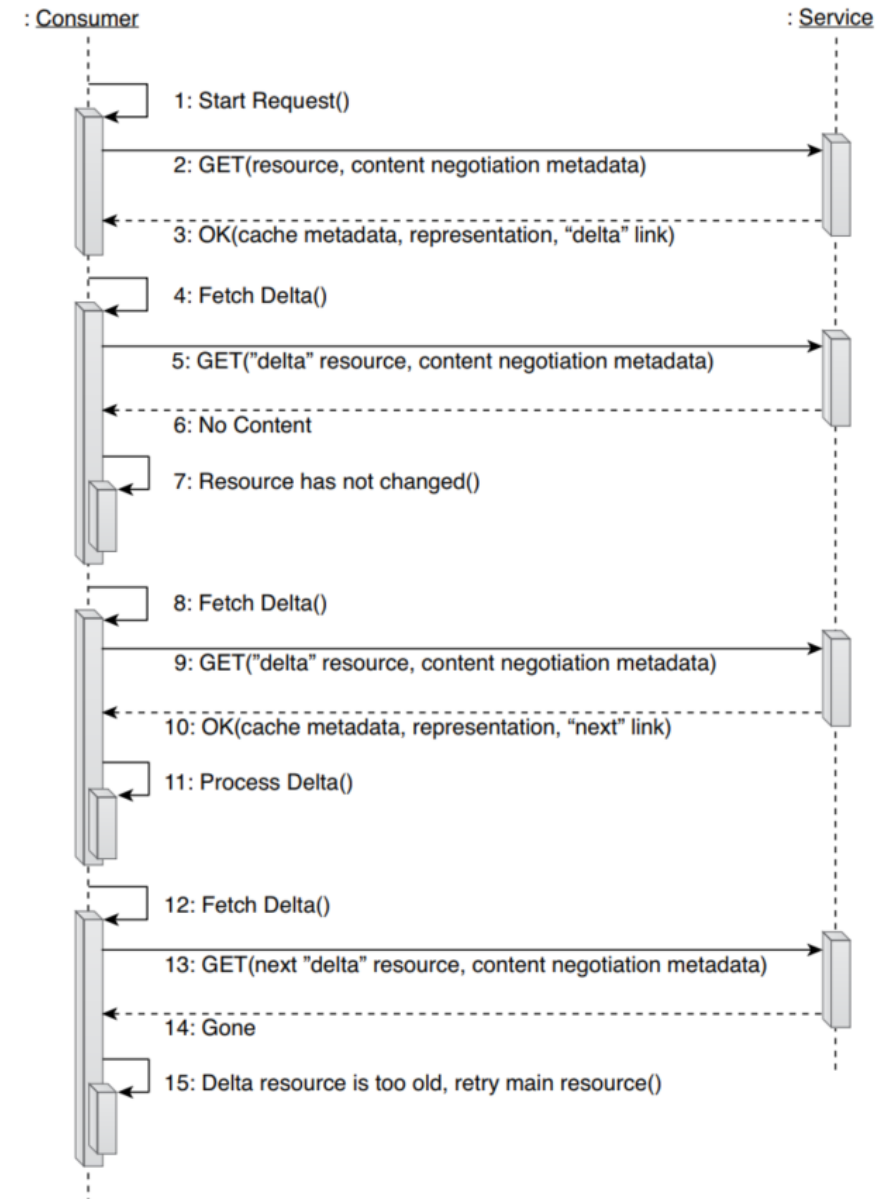 : Consumer
: Service
1: Start Request()
2: GET(resource, content negotiation metadata)
3: OK(cache metadata, representation, “delta” link)
4: Fetch Delta()
5: GET(”delta” resource, content negotiation metadata)
6: No Content
7: Resource has not changed()
8: Fetch Delta()
9: GET(”delta” resource, content negotiation metadata)
10: OK(cache metadata, representation, “next” link)
11: Process Delta()
12: Fetch Delta()
13: GET(next ”delta” resource, content negotiation metadata)
14: Gone
15: Delta resource is too old, retry main resource()